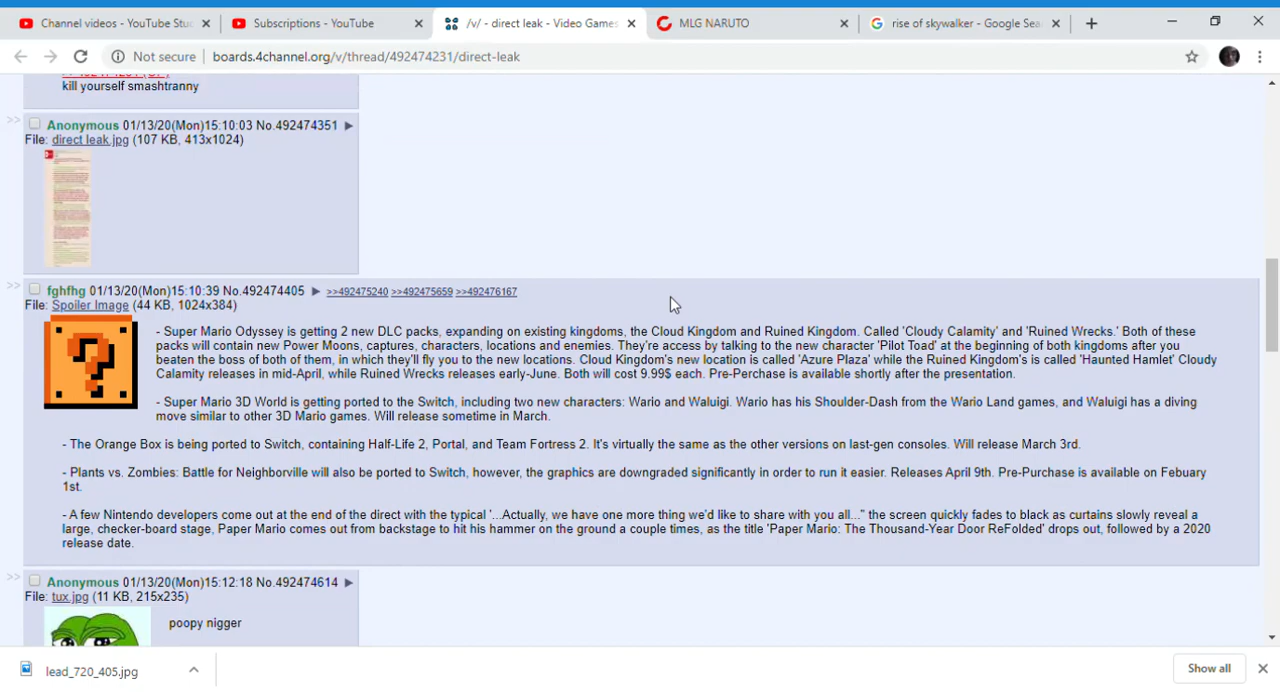 Channel videos - YouTube Stu
Subscriptions - YouTube
/v/ - direct leak - Video Games
MLG NARUTO
rise of skywalker - Google Sea
Not secure
boards.4channel.org/v/thread/492474231/direct-leak
kill yourself smashtranny
>> Anonymous 01/13/20(Mon)15:10:03 No.492474351 ▶
File: direct leak.jpg (107 KB, 413x1024)
>> fghfhg 01/13/20(Mon)15:10:39 No.492474405 ▶ >>492475240 >>492475659 >>492476167
File: Spoiler Image (44 KB, 1024x384)
- Super Mario Odyssey is getting 2 new DLC packs, expanding on existing kingdoms, the Cloud Kingdom and Ruined Kingdom. Called 'Cloudy Calamity' and 'Ruined Wrecks.' Both of these
packs will contain new Power Moons, captures, characters, locations and enemies. They're access by talking to the new character 'Pilot Toad' at the beginning of both kingdoms after you
beaten the boss of both of them, in which they'll fly you to the new locations. Cloud Kingdom's new location is called 'Azure Plaza' while the Ruined Kingdom's is called 'Haunted Hamlet' Cloudy
Calamity releases in mid-April, while Ruined Wrecks releases early-June. Both will cost 9.99$ each. Pre-Perchase is available shortly after the presentation.
- Super Mario 3D World is getting ported to the Switch, including two new characters: Wario and Waluigi. Wario has his Shoulder-Dash from the Wario Land games, and Waluigi has a diving
move similar to other 3D Mario games. Will release sometime in March.
- The Orange Box is being ported to Switch, containing Half-Life 2, Portal, and Team Fortress 2. It's virtually the same as the other versions on last-gen consoles. Will release March 3rd.
- Plants vs. Zombies: Battle for Neighborville will also be ported to Switch, however, the graphics are downgraded significantly in order to run it easier. Releases April 9th. Pre-Purchase is available on Febuary
1st.
- A few Nintendo developers come out at the end of the direct with the typical '...Actually, we have one more thing we'd like to share with you all...'' the screen quickly fades to black as curtains slowly reveal a
large, checker-board stage, Paper Mario comes out from backstage to hit his hammer on the ground a couple times, as the title 'Paper Mario: The Thousand-Year Door ReFolded' drops out, followed by a 2020
release date.
>> Anonymous 01/13/20(Mon)15:12:18 No.492474614 ▶
File: tux.jpg (11 KB, 215x235)
poopy nigger
lead_720_405.jpg
Show all